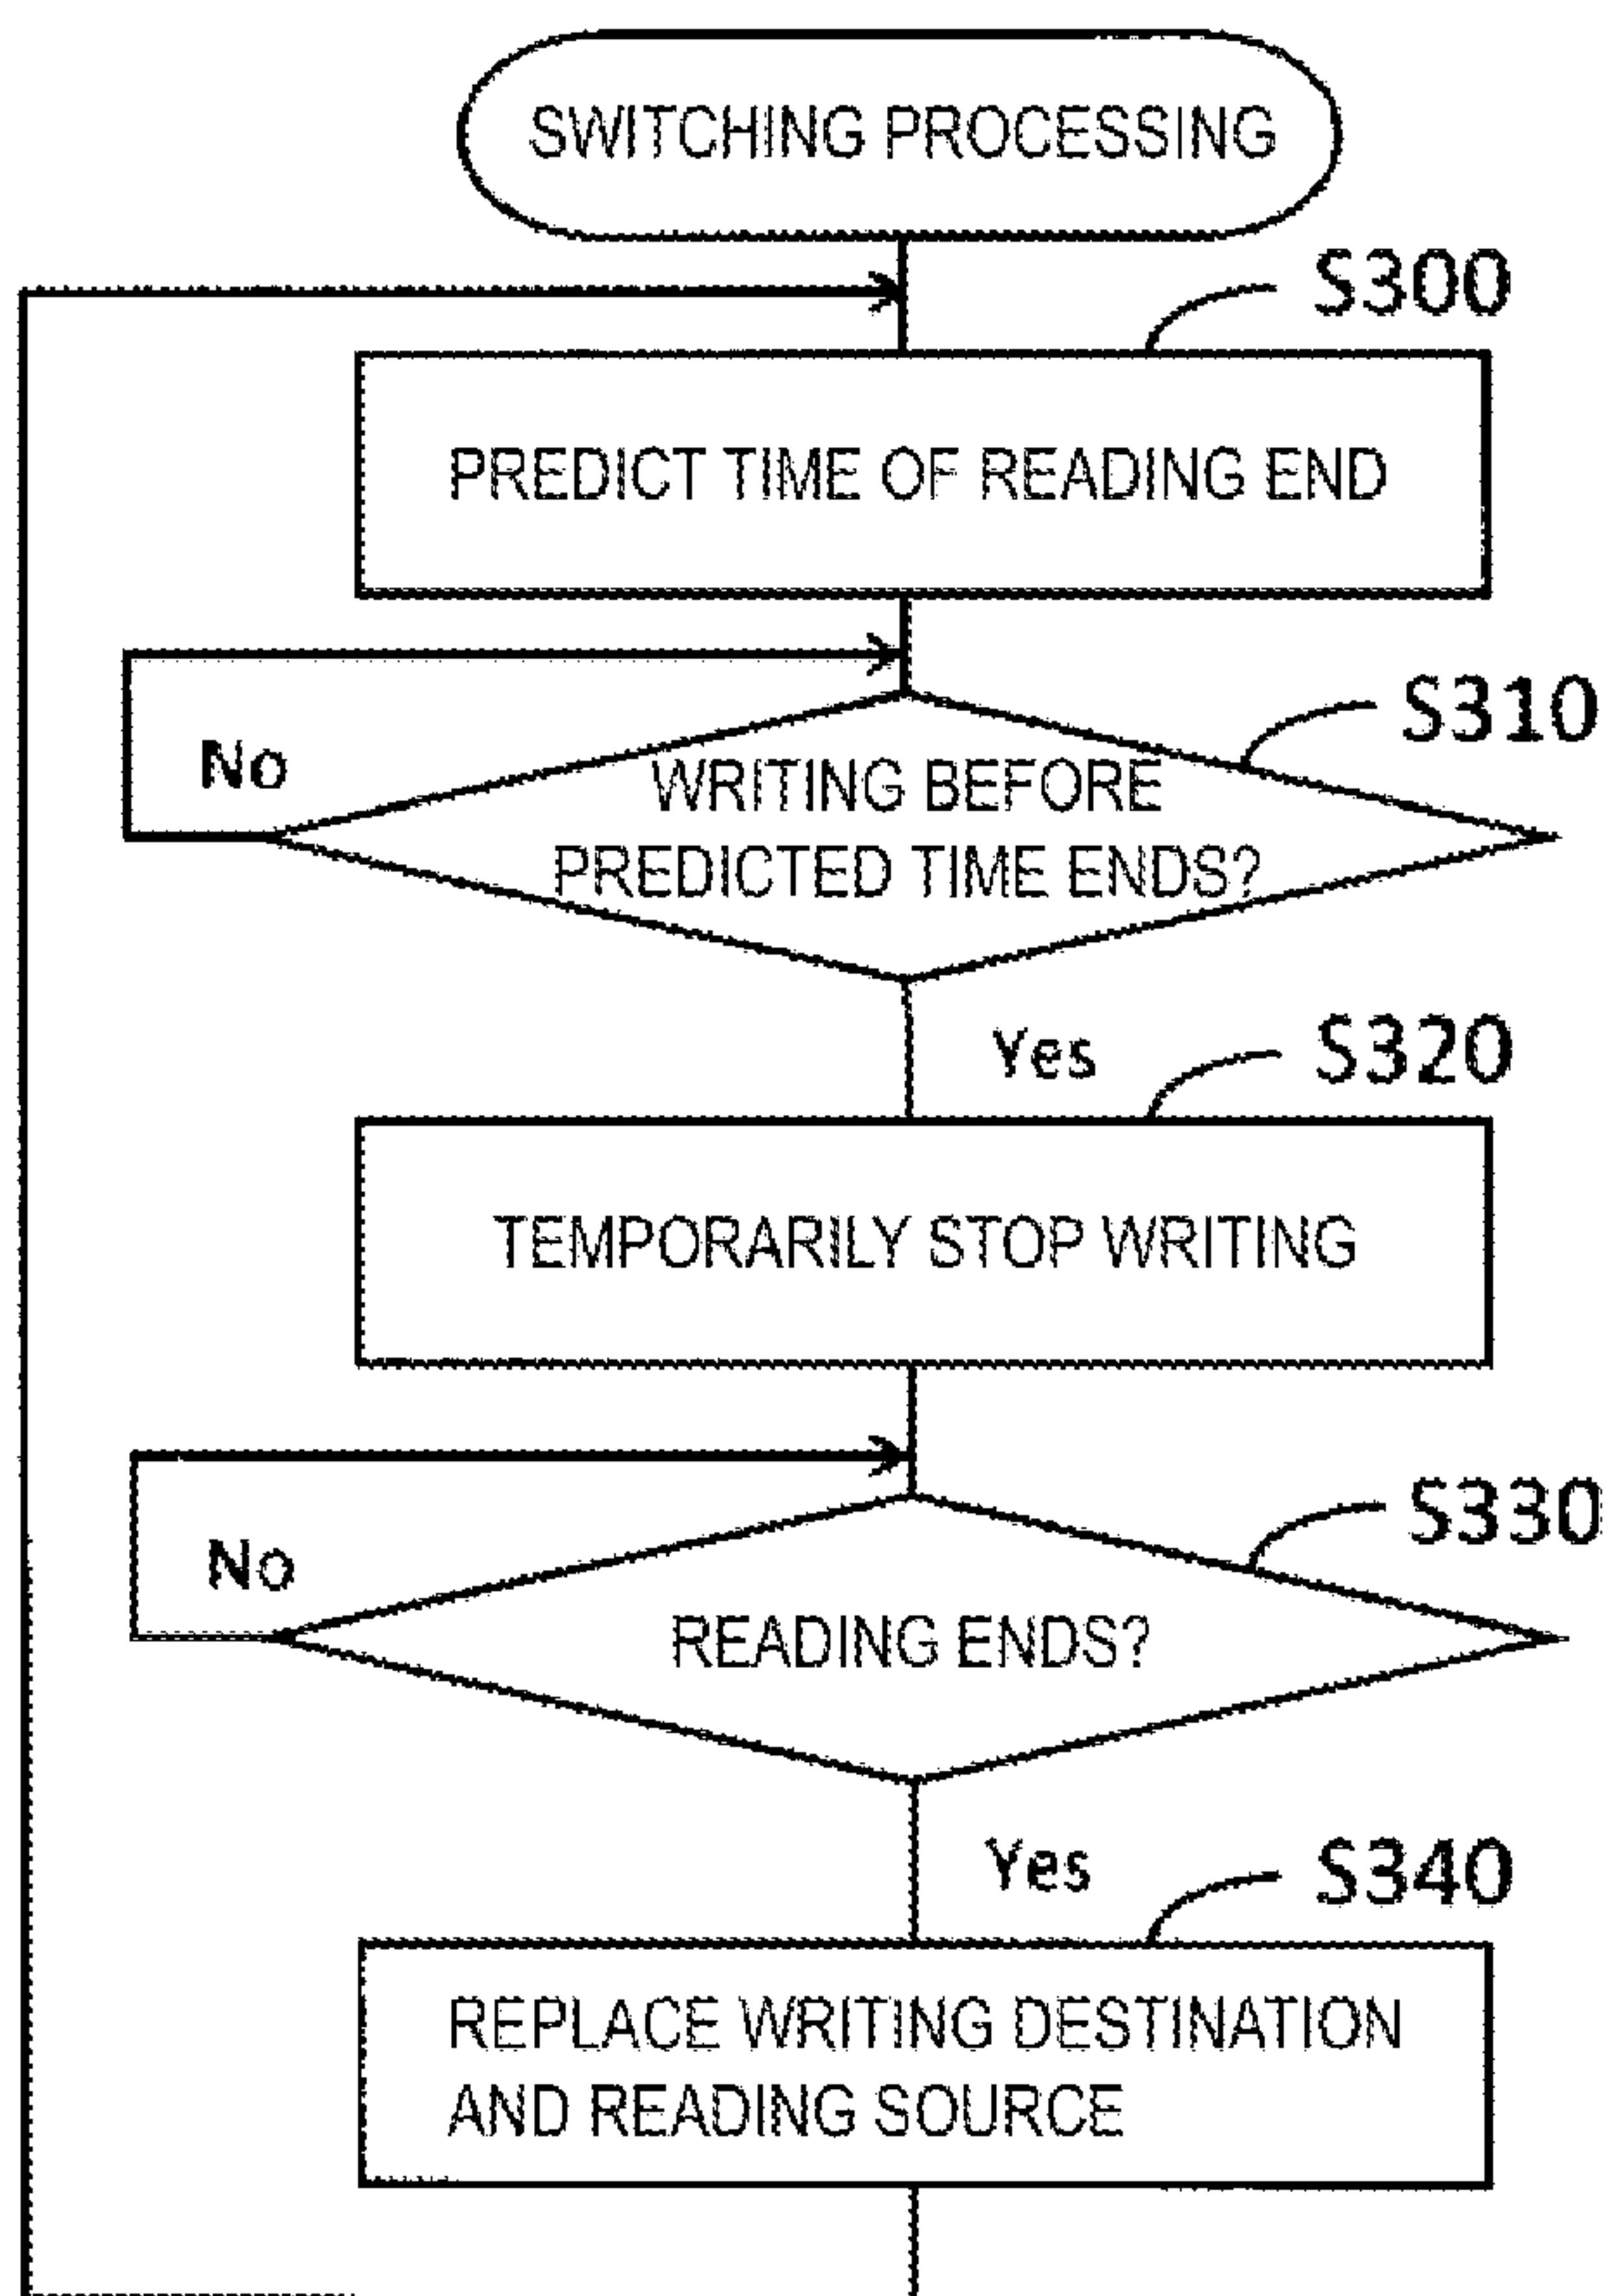 SWITCHING PROCESSING
S300
PREDICT TIME OF READING END
S310
No
WRITING BEFORE
PREDICTED TIME ENDS?
Yes
S320
TEMPORARILY STOP WRITING
S330
No
READING ENDS?
Yes
S340
REPLACE WRITING DESTINATION
AND READING SOURCE